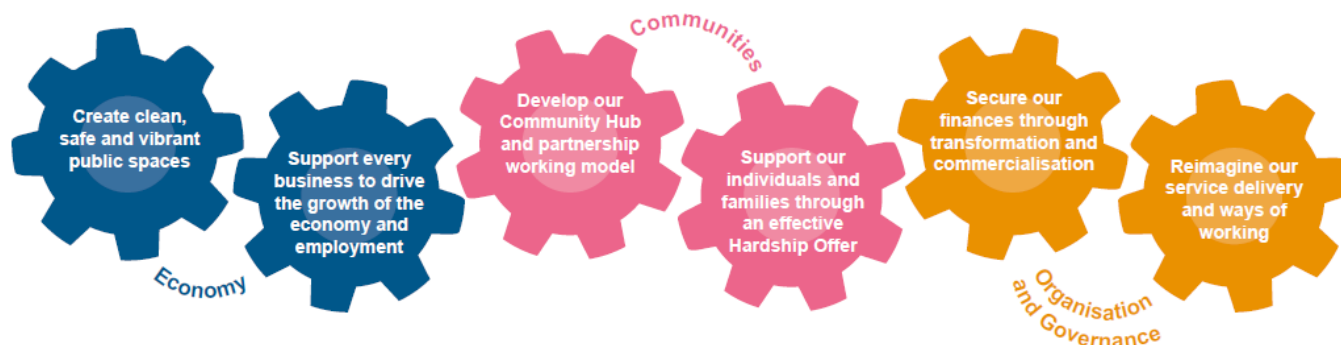 Create clean,
safe and vibrant
public spaces
Support every
business to drive
the growth of the
economy and
employment
Economy
Communities
Develop our
Community Hub
and partnership
working model
Support our
individuals and
families through
an effective
Hardship Offer
Secure our
finances through
transformation and
commercialisation
Reimagine our
service delivery
and ways of
working
Organisation
and Governance